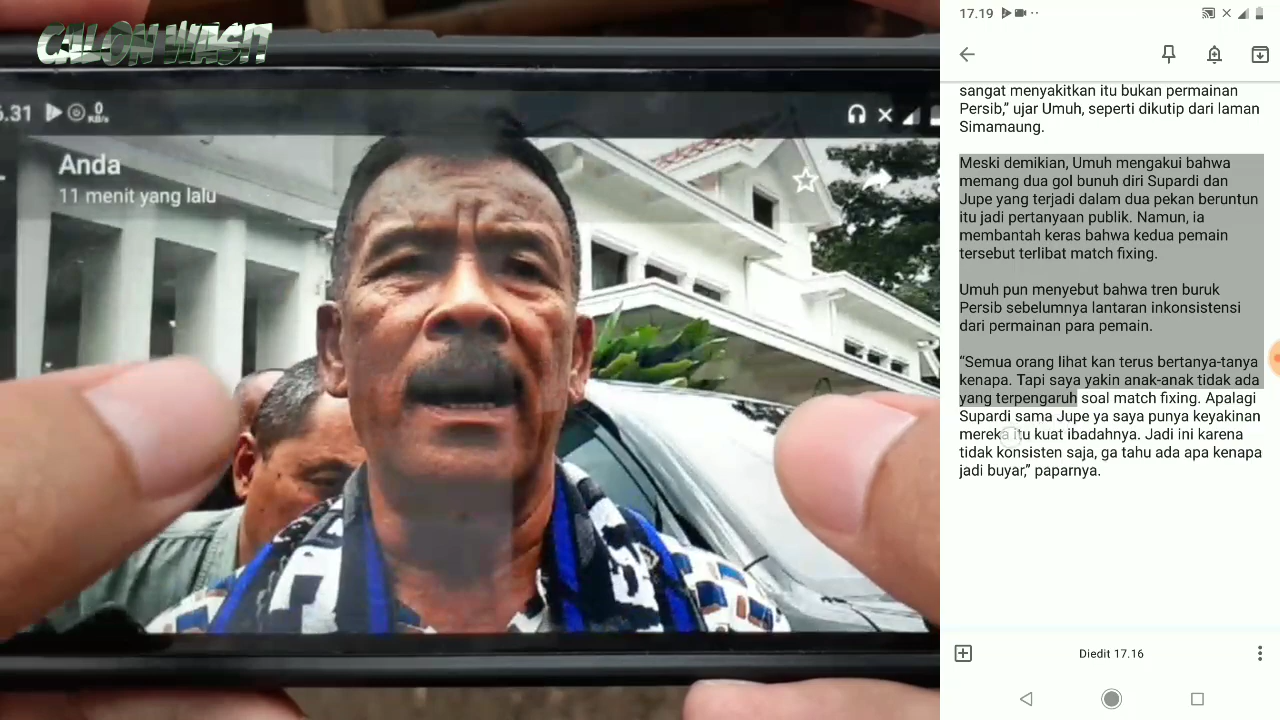 CALON WASIT
6.31
0
KB/s
Anda
11 menit yang lalu
17.19
sangat menyakitkan itu bukan permainan
Persib,” ujar Umuh, seperti dikutip dari laman
Simamaung.
Meski demikian, Umuh mengakui bahwa
memang dua gol bunuh diri Supardi dan
Jupe yang terjadi dalam dua pekan beruntun
itu jadi pertanyaan publik. Namun, ia
membantah keras bahwa kedua pemain
tersebut terlibat match fixing.
Umuh pun menyebut bahwa tren buruk
Persib sebelumnya lantaran inkonsistensi
dari permainan para pemain.
“Semua orang lihat kan terus bertanya-tanya
kenapa. Tapi saya yakin anak-anak tidak ada
yang terpengaruh soal match fixing. Apalagi
Supardi sama Jupe ya saya punya keyakinan
mereka itu kuat ibadahnya. Jadi ini karena
tidak konsisten saja, ga tahu ada apa kenapa
jadi buyar,” paparnya.
Diedit 17.16